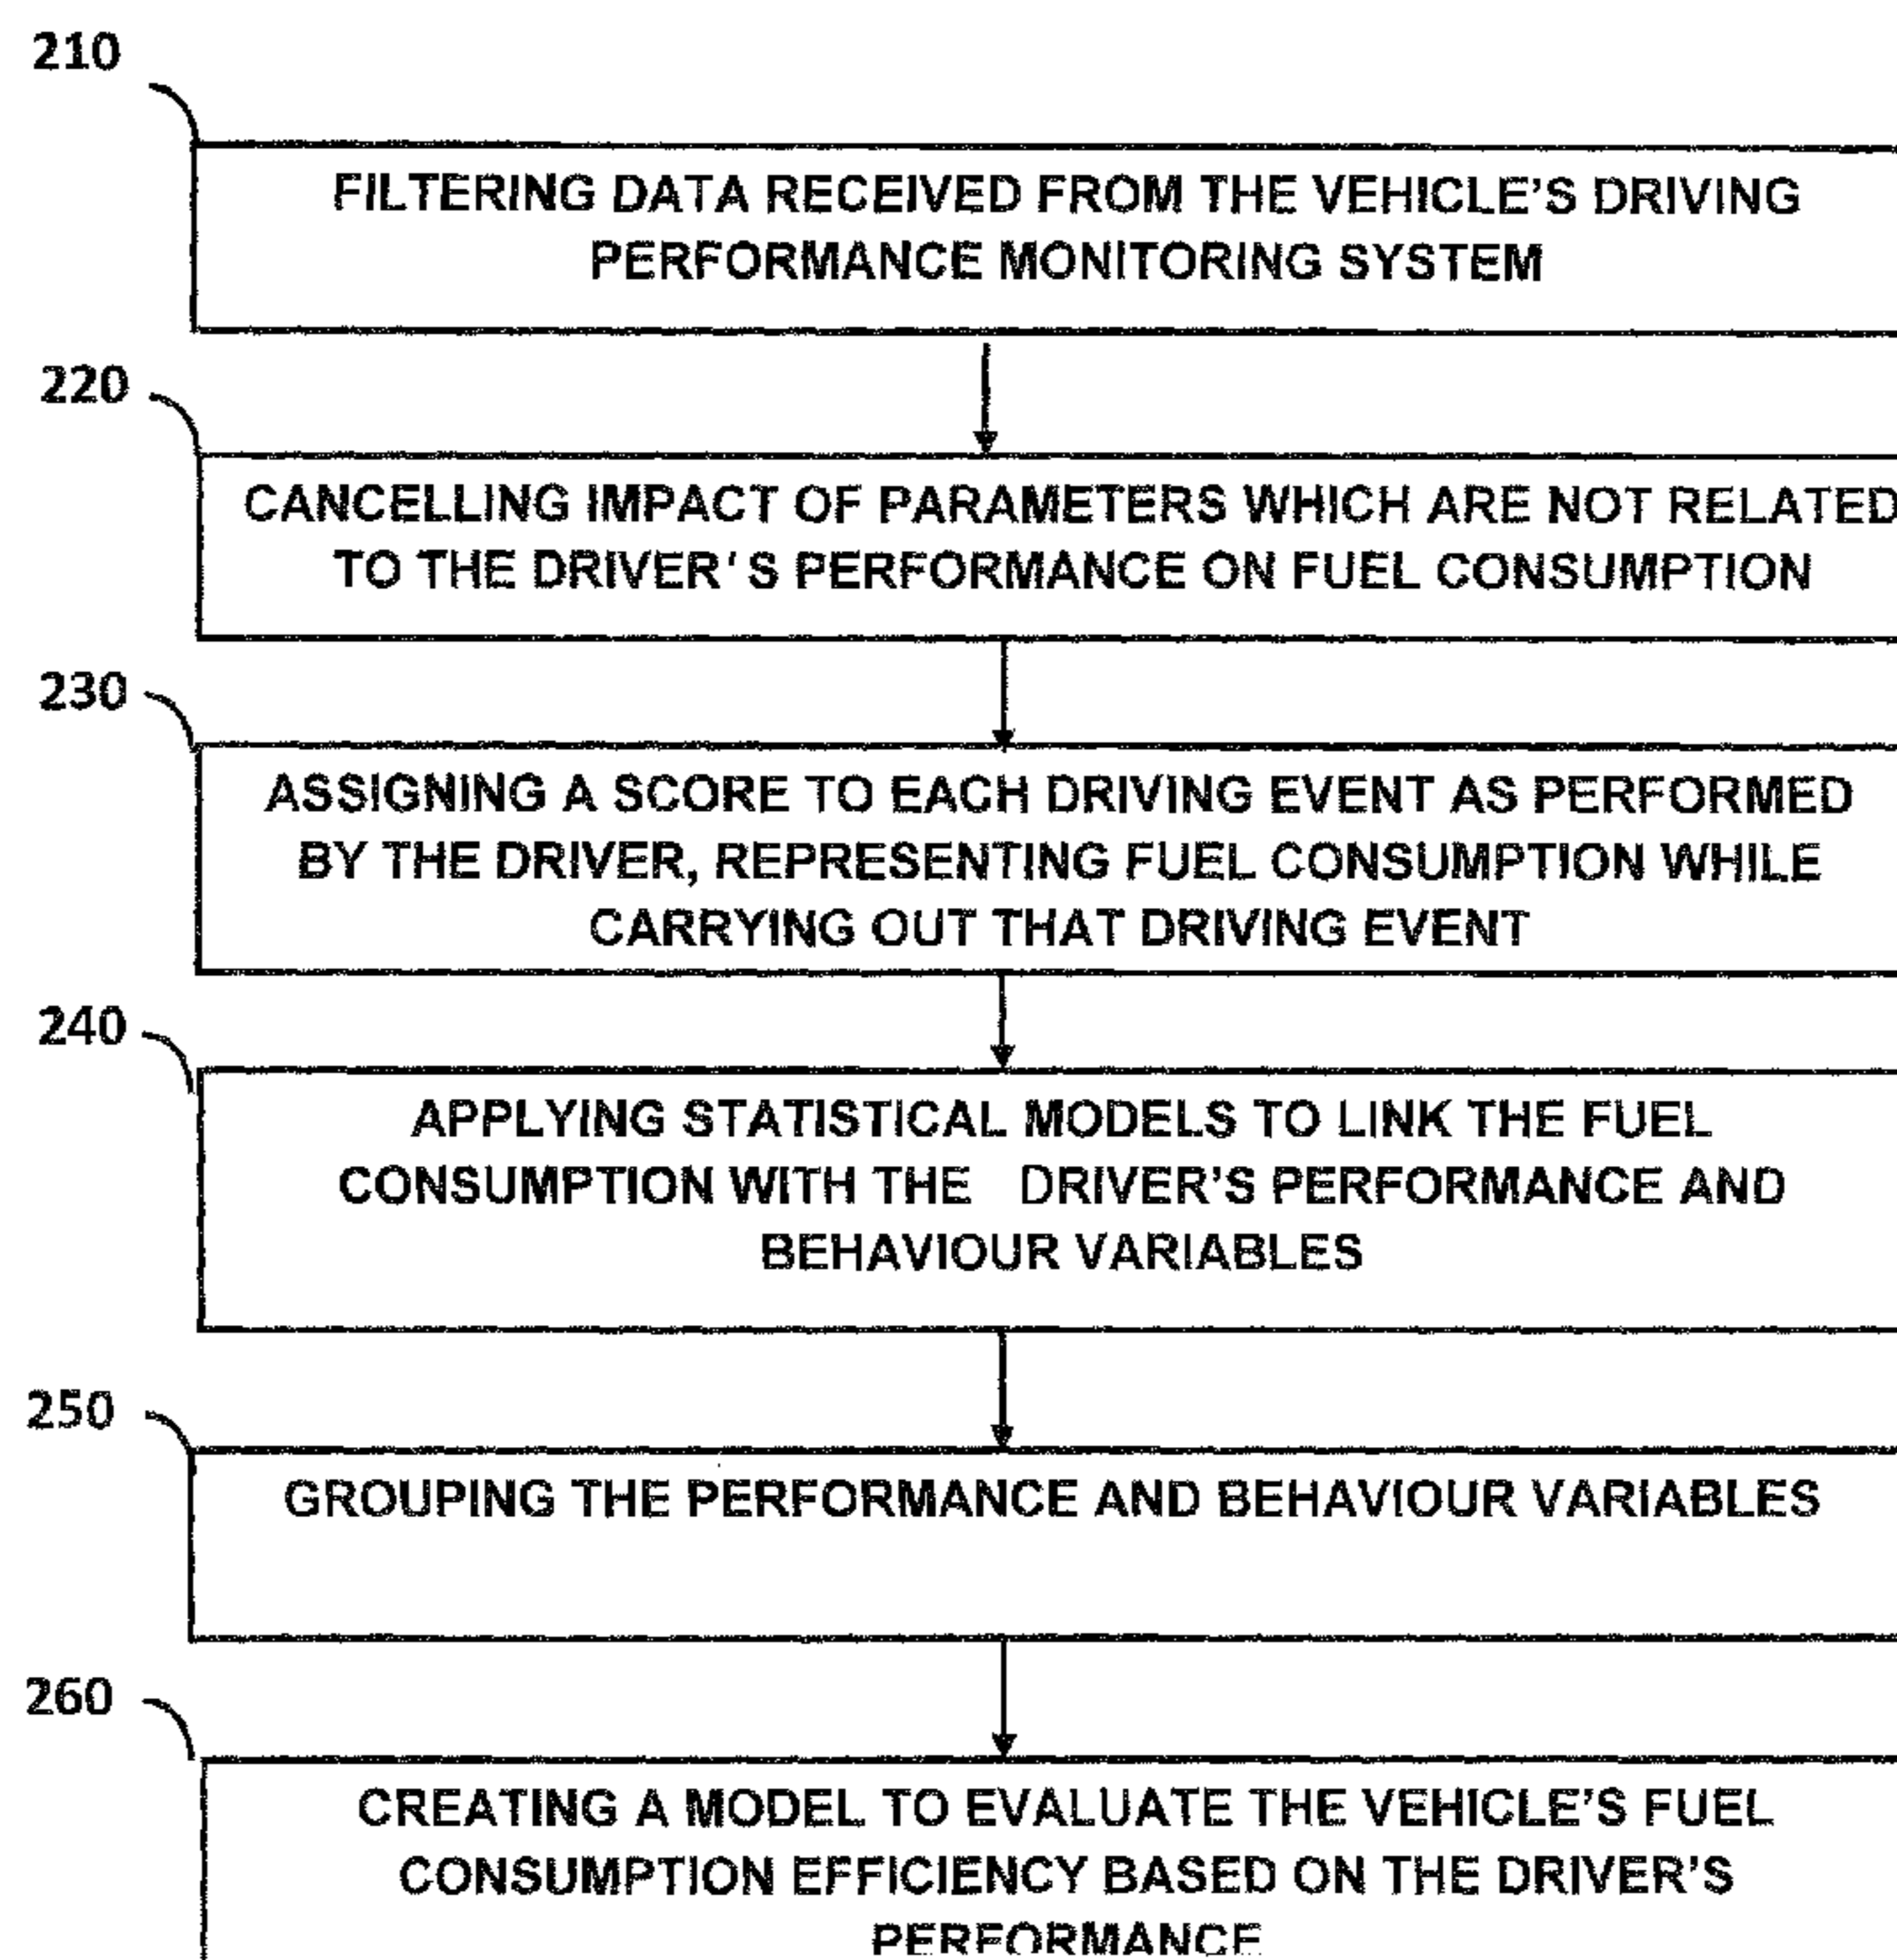 210
FILTERING DATA RECEIVED FROM THE VEHICLE'S DRIVING
PERFORMANCE MONITORING SYSTEM
220
CANCELLING IMPACT OF PARAMETERS WHICH ARE NOT RELATED
TO THE DRIVER'S PERFORMANCE ON FUEL CONSUMPTION
230
ASSIGNING A SCORE TO EACH DRIVING EVENT AS PERFORMED
BY THE DRIVER, REPRESENTING FUEL CONSUMPTION WHILE
CARRYING OUT THAT DRIVING EVENT
240
APPLYING STATISTICAL MODELS TO LINK THE FUEL
CONSUMPTION WITH THE DRIVER'S PERFORMANCE AND
BEHAVIOUR VARIABLES
250
GROUPING THE PERFORMANCE AND BEHAVIOUR VARIABLES
260
CREATING A MODEL TO EVALUATE THE VEHICLE'S FUEL
CONSUMPTION EFFICIENCY BASED ON THE DRIVER'S
PERFORMANCE